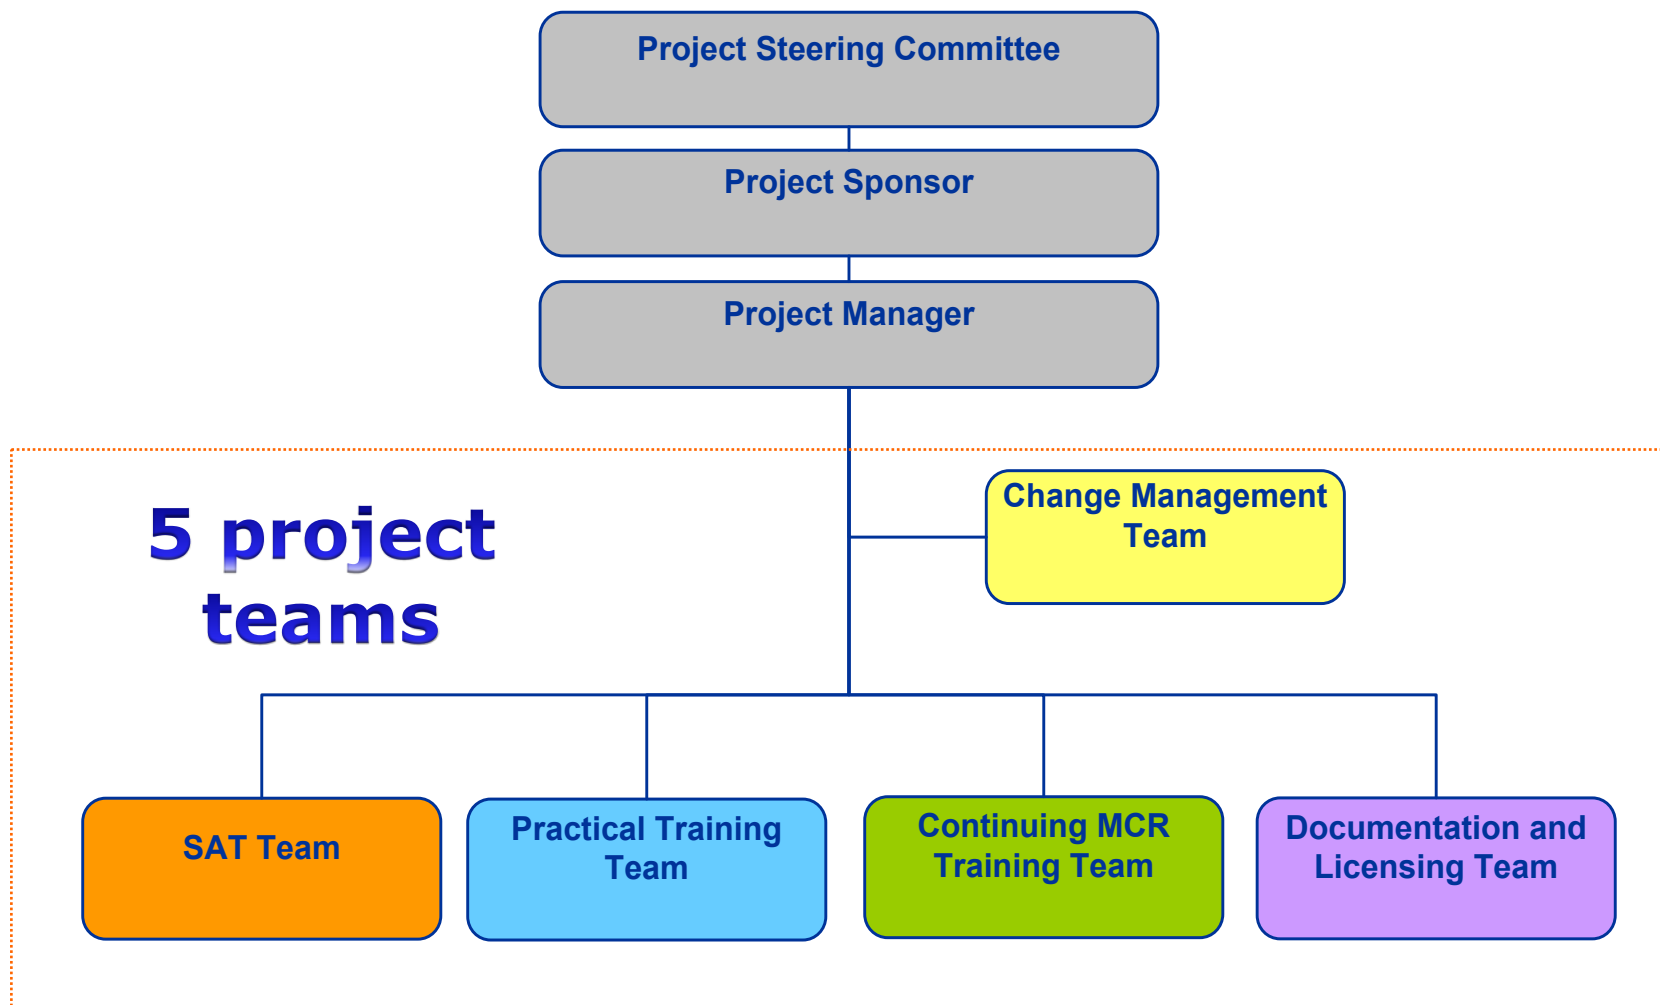 Project Steering Committee
Project Sponsor
Project Manager
5 project
teams
Change Management
Team
SAT Team
Practical Training
Team
Continuing MCR
Training Team
Documentation and
Licensing Team